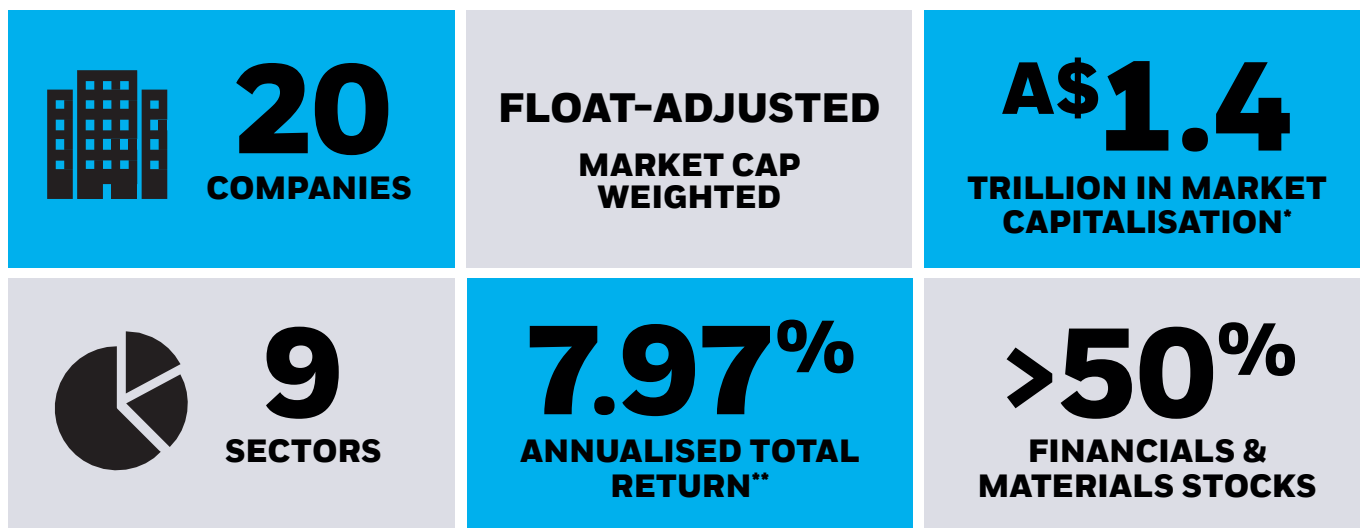 20
COMPANIES
FLOAT-ADJUSTED
MARKET CAP
WEIGHTED
A$1.4
TRILLION IN MARKET
CAPITALISATION*
9
SECTORS
7.97%
ANNUALISED TOTAL
RETURN**
>50%
FINANCIALS &
MATERIALS STOCKS